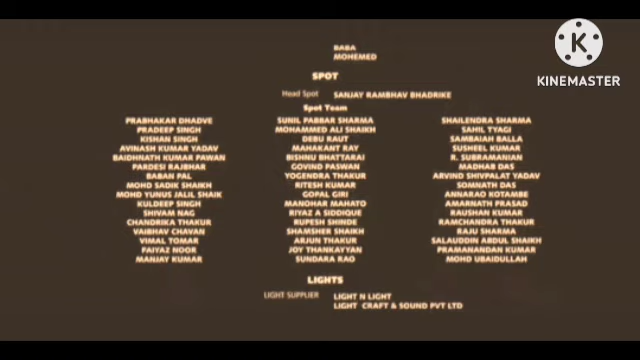 BABA
MOHEMED
KINEMASTER
SPOT
Head Spot SANJAY RAMBHAV BHADRIKE
Spot Team
PRABHAKAR DHADVE SUNIL PABBAR SHARMA SHAILENDRA SHARMA
PRADEEP SINGH MOHAMMED ALI SHAIKH SAHIL TYAGI
KISHAN SINGH DEBU RAUT SAMBAIAH BALLA
AVINASH KUMAR YADAV MAHAKANT RAY SUSHEEL KUMAR
BAIDHNATH KUMAR PAWAN BISHNU BHATTARAI R. SUBRAMANIAN
PARDESI RAJBHAR GOVIND PASWAN MADHAB DAS
BABAN PAL YOGENDRA THAKUR ARVIND SHIVPALAT YADAV
MOHD SADIK SHAIKH RITESH KUMAR SOMNATH DAS
MOHD YUNUS JALIL SHAIK GOPAL GIRI ANNARAO KOTAMBE
KULDEEP SINGH MANOHAR MAHATO AMARNATH PRASAD
SHIVAM NAG RIYAZ A SIDDIQUE RAUSHAN KUMAR
CHANDRIKA THAKUR RUPESH SHINDE RAMCHANDRA THAKUR
VAIBHAV CHAVAN SHAMSHER SHAIKH RAJU SHARMA
VIMAL TOMAR ARJUN THAKUR SALAUDDIN ABDUL SHAIKH
FAIYAZ NOOR JOY THANKAYYAN PRAMANANDAN KUMAR
MANJAY KUMAR SUNDARA RAO MOHD UBAIDULLAH
LIGHTS
LIGHT SUPPLIER LIGHT N LIGHT
LIGHT CRAFT & SOUND PVT LTD